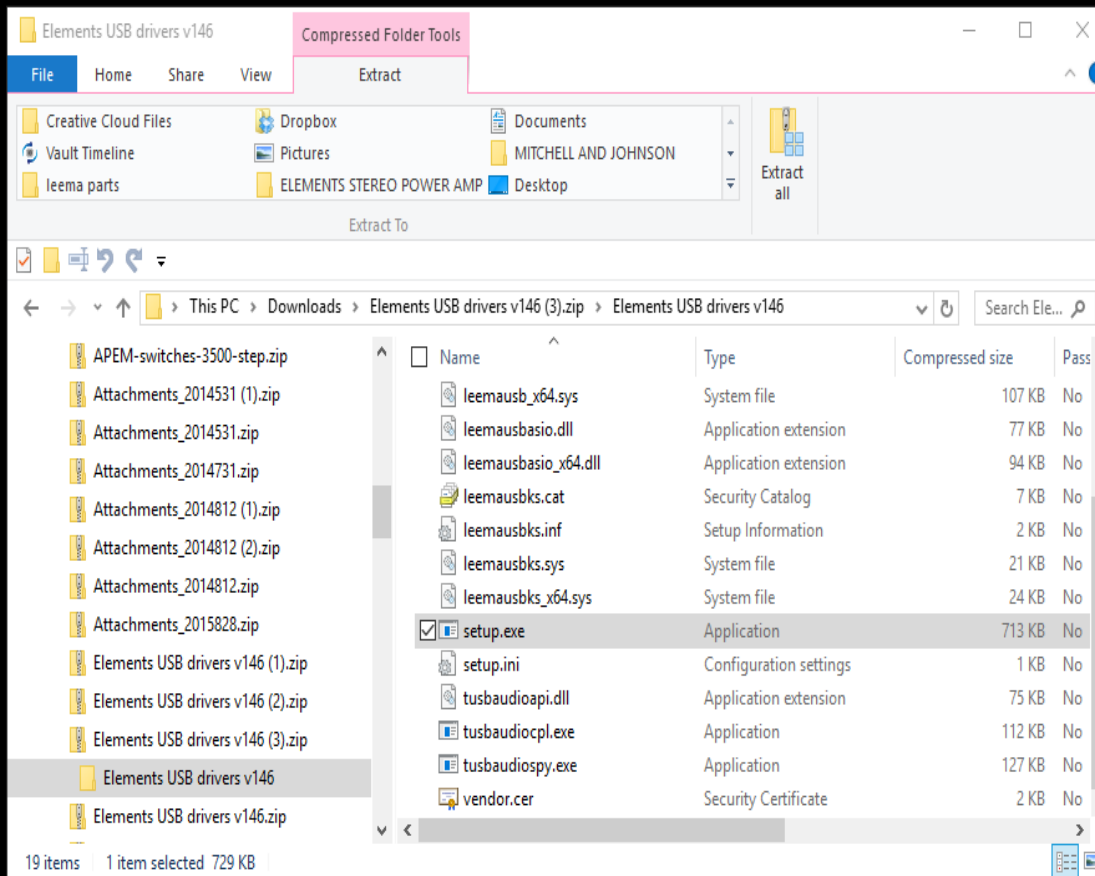 Elements USB drivers v146
Compressed Folder Tools
File Home Share View Extract
Creative Cloud Files Dropbox Documents
Vault Timeline Pictures MITCHELL AND JOHNSON
leema parts ELEMENTS STEREO POWER AMP Desktop
Extract all
Extract To
This PC > Downloads > Elements USB drivers v146 (3).zip > Elements USB drivers v146
Search Ele...
APEM-switches-3500-step.zip
Attachments_2014531 (1).zip
Attachments_2014531.zip
Attachments_2014731.zip
Attachments_2014812 (1).zip
Attachments_2014812 (2).zip
Attachments_2014812.zip
Attachments_2015828.zip
Elements USB drivers v146 (1).zip
Elements USB drivers v146 (2).zip
Elements USB drivers v146 (3).zip
Elements USB drivers v146
Elements USB drivers v146.zip
Name Type Compressed size Pass
leemausb_x64.sys System file 107 KB No
leemausbasio.dll Application extension 77 KB No
leemausbasio_x64.dll Application extension 94 KB No
leemausbks.cat Security Catalog 7 KB No
leemausbks.inf Setup Information 2 KB No
leemausbks.sys System file 21 KB No
leemausbks_x64.sys System file 24 KB No
setup.exe Application 713 KB No
setup.ini Configuration settings 1 KB No
tusbaudioapi.dll Application extension 75 KB No
tusbaudiocpl.exe Application 112 KB No
tusbaudiospy.exe Application 127 KB No
vendor.cer Security Certificate 2 KB No
19 items 1 item selected 729 KB